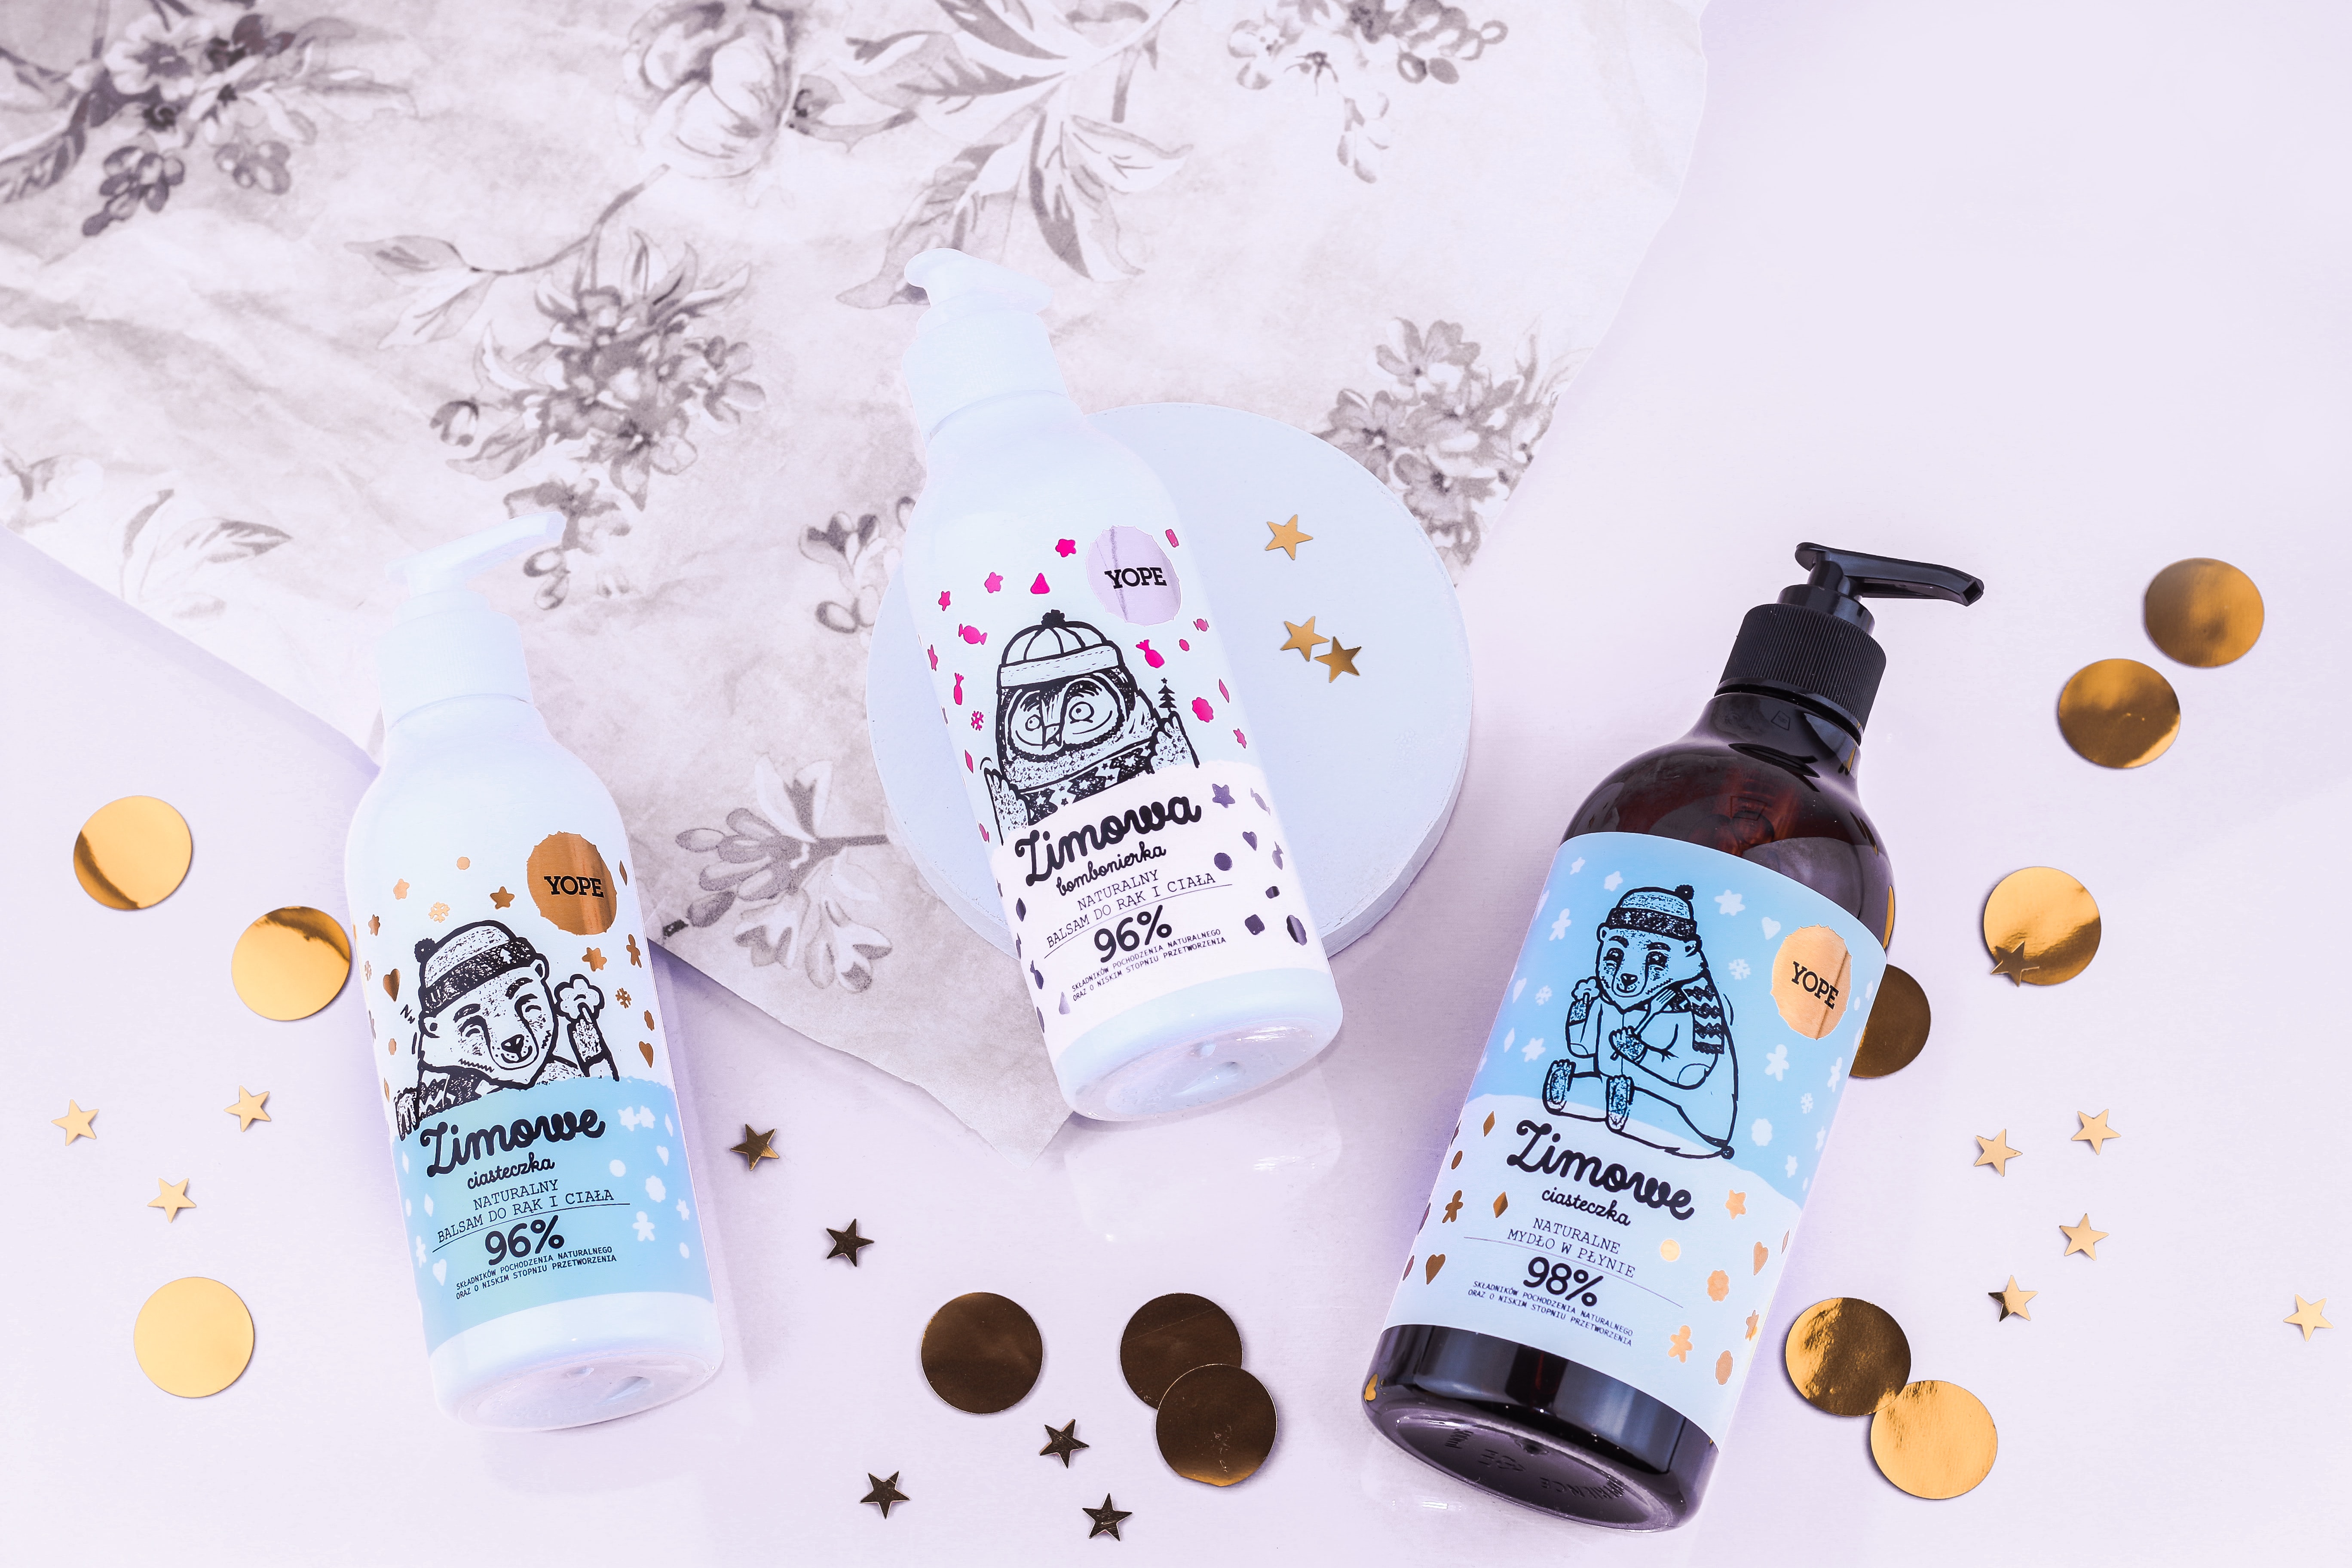 YOPE
Zimowe
ciasteczka
NATURALNY
BALSAM DO RĄK I CIAŁA
96%
SKŁADNIKÓW POCHODZENIA NATURALNEGO
ORAZ O NISKIM STOPNIU PRZETWORZENIA
YOPE
Zimowa
bombonierka
NATURALNY
BALSAM DO RĄK I CIAŁA
96%
SKŁADNIKÓW POCHODZENIA NATURALNEGO
ORAZ O NISKIM STOPNIU PRZETWORZENIA
YOPE
Zimowe
ciasteczka
NATURALNE
MYDŁO W PŁYNIE
98%
SKŁADNIKÓW POCHODZENIA NATURALNEGO
ORAZ O NISKIM STOPNIU PRZETWORZENIA